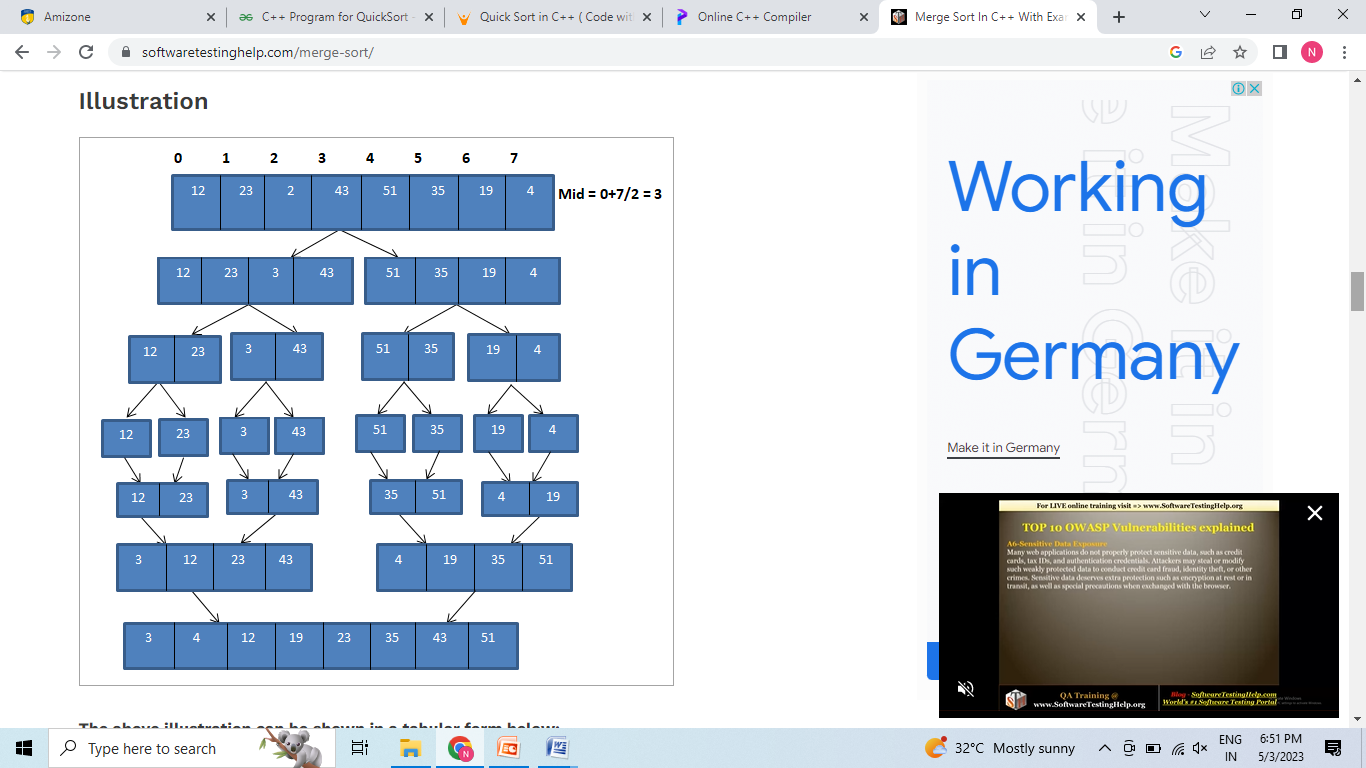 Amizone
C++ Program for QuickSort -
Quick Sort in C++ ( Code wit
Online C++ Compiler
Merge Sort In C++ With Exa
softwaretestinghelp.com/merge-sort/
N
Illustration
0 1 2 3 4 5 6 7
12 23 2 43 51 35 19 4
Mid = 0+7/2 = 3
12 23 3 43 51 35 19 4
12 23 3 43 51 35 19 4
12 23 3 43 51 35 19 4
12 23 3 43 35 51 4 19
3 12 23 43 4 19 35 51
3 4 12 19 23 35 43 51
The above illustration can be shown in a tabular form below:
Make it in
e it in Germ
Working
in
Germany
Make it in Germany
For LIVE online training visit => www.SoftwareTestingHelp.org
TOP 10 OWASP Vulnerabilities explained
A6-Sensitive Data Exposure
Many web applications do not properly protect sensitive data, such as credit
cards, tax IDs, and authentication credentials. Attackers may steal or modify
such weakly protected data to conduct credit card fraud, identity theft, or other
crimes. Sensitive data deserves extra protection such as encryption at rest or in
transit, as well as special precautions when exchanged with the browser.
QA Training @
www.SoftwareTestingHelp.org
Blog - SoftwareTestingHelp.com
World's #1 Software Testing Portal
Type here to search
N
32°C Mostly sunny
ENG
IN
6:51 PM
5/3/2023